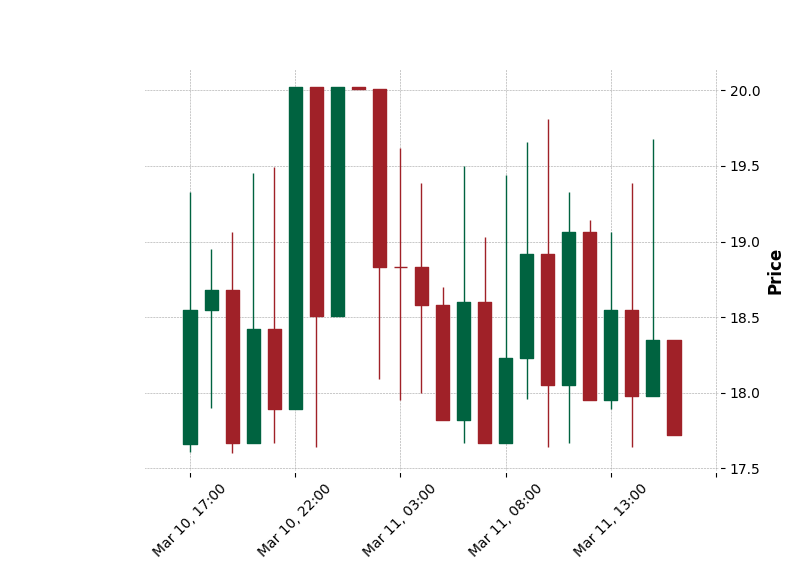 20.0
19.5
19.0
18.5
18.0
17.5
Price
Mar 10, 17:00
Mar 10, 22:00
Mar 11, 03:00
Mar 11, 08:00
Mar 11, 13:00